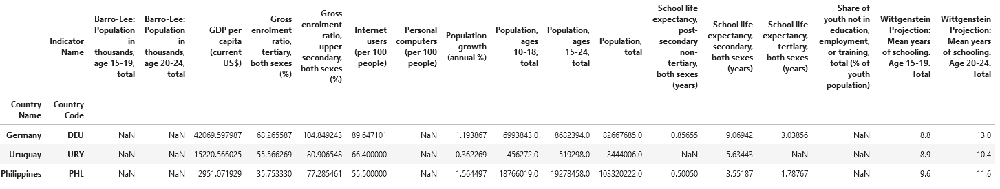 Indicator Name Barro-Lee: Population in thousands, age 15-19, total Barro-Lee: Population in thousands, age 20-24, total GDP per capita (current US$) Gross enrolment ratio, tertiary, both sexes (%) Gross enrolment ratio, upper secondary, both sexes (%) Internet users (per 100 people) Personal computers (per 100 people) Population growth (annual %) Population, ages 10-18, total Population, ages 15-24, total Population, total School life expectancy, post-secondary non-tertiary, both sexes (years) School life expectancy, secondary, both sexes (years) School life expectancy, tertiary, both sexes (years) Share of youth not in education, employment, or training, total (% of youth population) Wittgenstein Projection: Mean years of schooling. Age 15-19. Total Wittgenstein Projection: Mean years of schooling. Age 20-24. Total
Country Name Country Code
Germany DEU NaN NaN 42069.597987 68.265587 104.849243 89.647101 NaN 1.193867 6993843.0 8682394.0 82667685.0 0.85655 9.06942 3.03856 NaN 8.8 13.0
Uruguay URY NaN NaN 15220.566025 55.566269 80.906548 66.400000 NaN 0.362269 456272.0 519298.0 3444006.0 NaN 5.63443 NaN NaN 8.9 10.4
Philippines PHL NaN NaN 2951.071929 35.753330 77.285461 55.500000 NaN 1.564497 18766019.0 19278458.0 103320222.0 0.50050 3.55187 1.78767 NaN 9.6 11.6